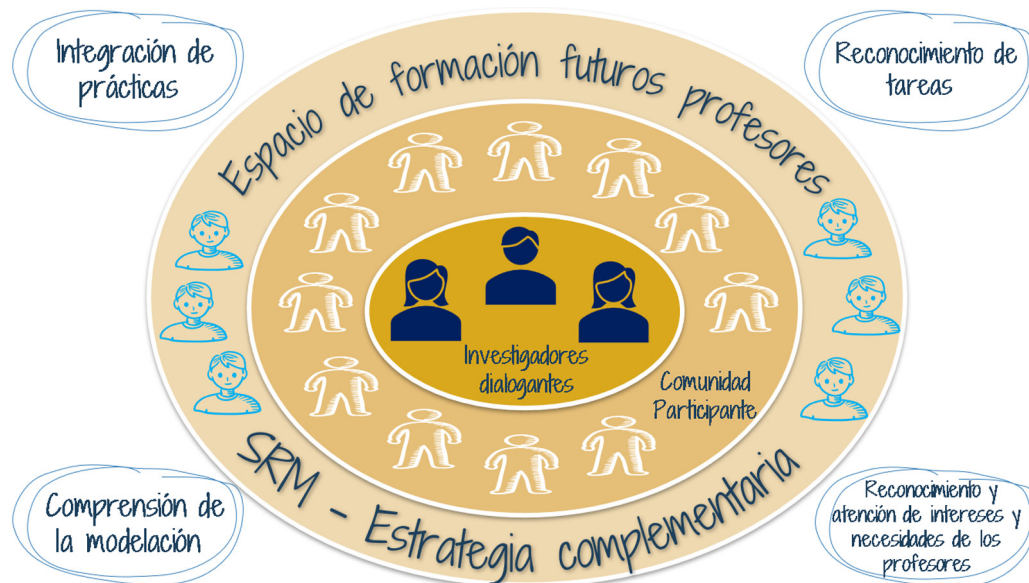 Integración de
prácticas
Reconocimiento de
tareas
Espacio de formación futuros profesores
Investigadores
dialogantes
Comunidad
Participante
SRM - Estrategia complementaria
Comprensión de
la modelación
Reconocimiento y
atención de intereses y
necesidades de los
profesores